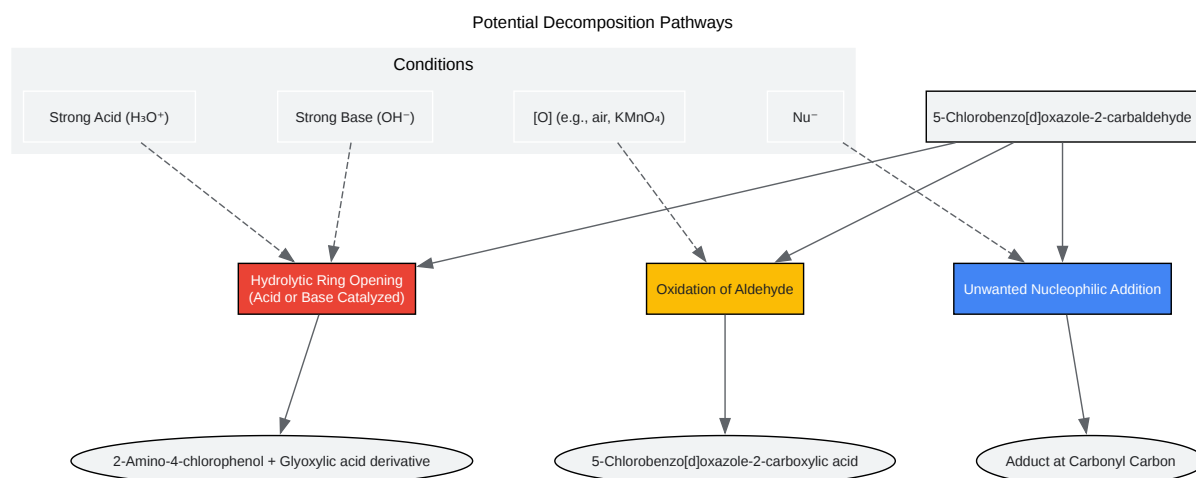 Potential Decomposition Pathways
Conditions
Strong Acid (H₃O⁺)
Strong Base (OH⁻)
[O] (e.g., air, KMnO₄)
Nu⁻
5-Chlorobenzo[d]oxazole-2-carbaldehyde
Hydrolytic Ring Opening
(Acid or Base Catalyzed)
Oxidation of Aldehyde
Unwanted Nucleophilic Addition
2-Amino-4-chlorophenol + Glyoxylic acid derivative
5-Chlorobenzo[d]oxazole-2-carboxylic acid
Adduct at Carbonyl Carbon